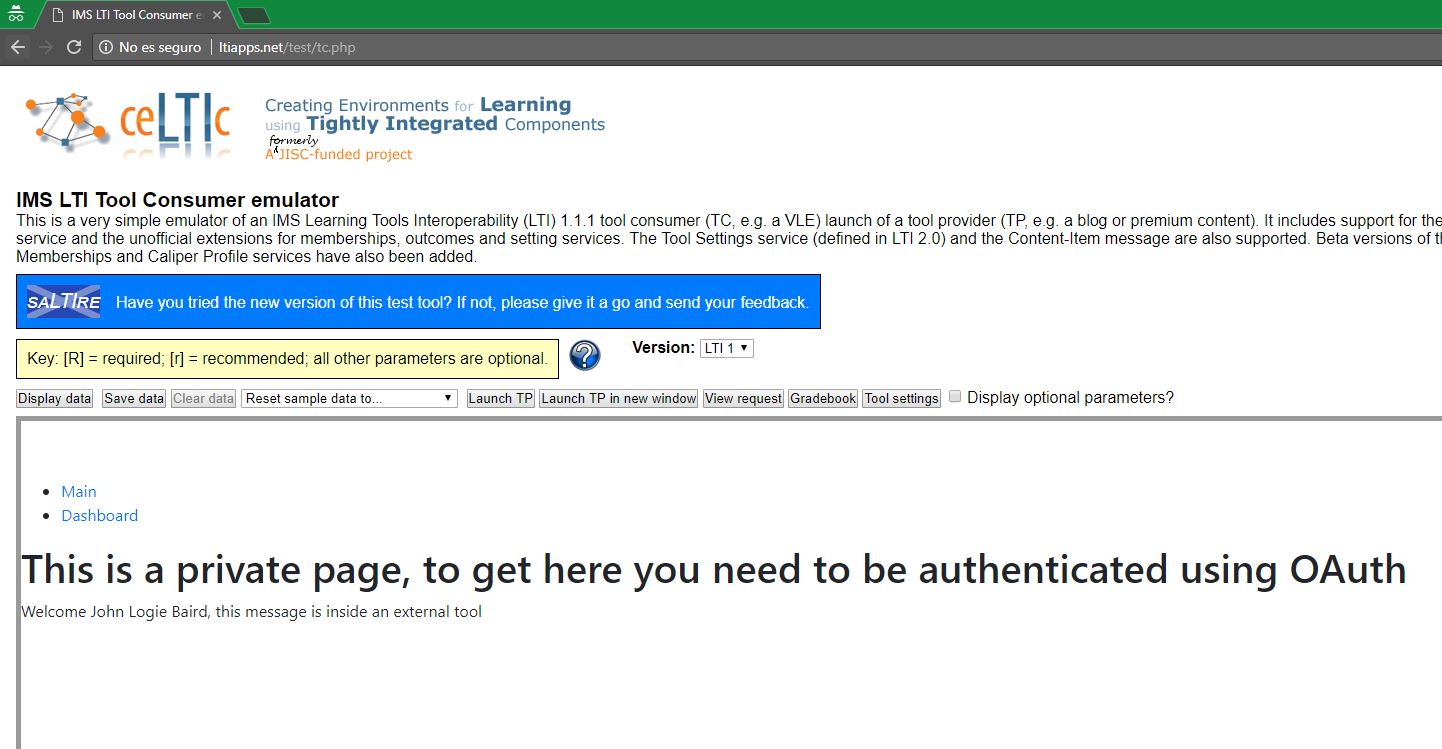 IMS LTI Tool Consumer e
No es seguro | ltiapps.net/test/tc.php
ceLTIc
Creating Environments for Learning
using Tightly Integrated Components
formerly
A JISC-funded project
IMS LTI Tool Consumer emulator
This is a very simple emulator of an IMS Learning Tools Interoperability (LTI) 1.1.1 tool consumer (TC, e.g. a VLE) launch of a tool provider (TP, e.g. a blog or premium content). It includes support for the
service and the unofficial extensions for memberships, outcomes and setting services. The Tool Settings service (defined in LTI 2.0) and the Content-Item message are also supported. Beta versions of
Memberships and Caliper Profile services have also been added.
SALTIRE Have you tried the new version of this test tool? If not, please give it a go and send your feedback.
Key: [R] = required; [r] = recommended; all other parameters are optional. ? Version: LTI 1
Display data Save data Clear data Reset sample data to... Launch TP Launch TP in new window View request Gradebook Tool settings Display optional parameters?
Main
Dashboard
This is a private page, to get here you need to be authenticated using OAuth
Welcome John Logie Baird, this message is inside an external tool